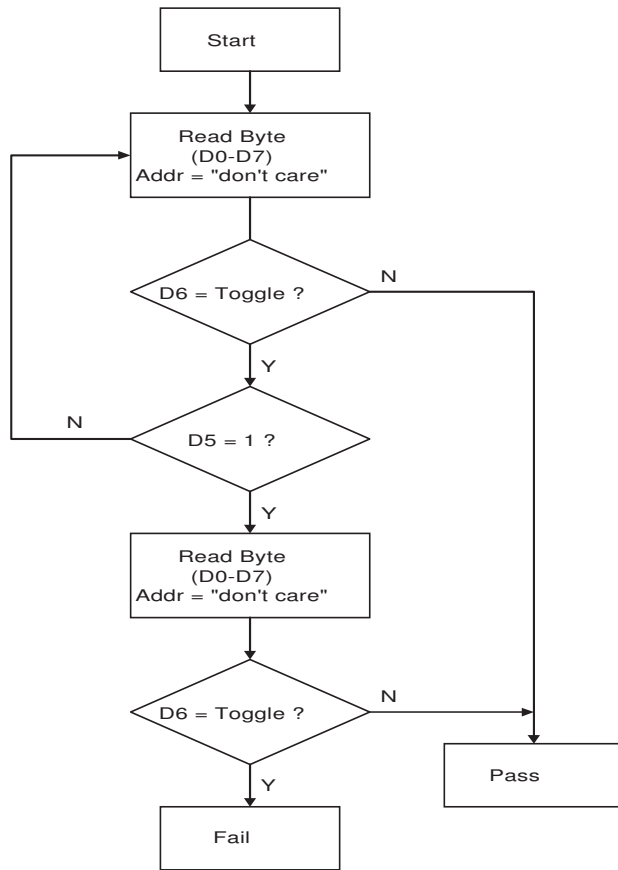 Start
Read Byte
(D0-D7)
Addr = "don't care"
D6 = Toggle ?
N
Y
D5 = 1 ?
N
Y
Read Byte
(D0-D7)
Addr = "don't care"
D6 = Toggle ?
N
Y
Pass
Fail